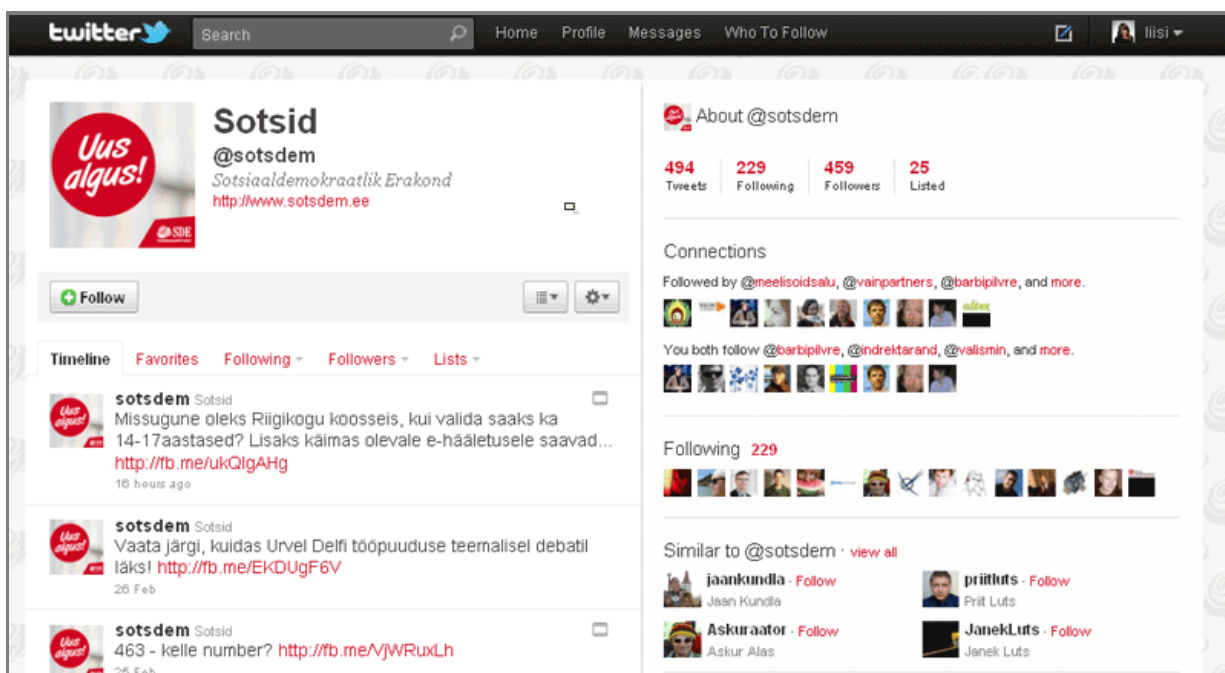 twitter
Search
Home Profile Messages Who To Follow
liisi
Uus
algus!
SDE
Sotsid
@sotsdem
Sotsiaaldemokraatlik Erakond
http://www.sotsdem.ee
Follow
Timeline Favorites Following Followers Lists
sotsdem Sotsid
Missugune oleks Riigikogu koosseis, kui valida saaks ka
14-17aastased? Lisaks käimas olevale e-hääletusele saavad...
http://fb.me/ukQlgAHg
16 hours ago
sotsdem Sotsid
Vaata järgi, kuidas Urvel Delfi tööpuuduse teemalisel debatil
läks! http://fb.me/EKDUgF6V
26 Feb
sotsdem Sotsid
463 - kelle number? http://fb.me/VjWRuxLh
25 Feb
About @sotsdem
494 229 459 25
Tweets Following Followers Listed
Connections
Followed by @meelisoidsalu, @vainpartners, @barbipilvre, and more.
altex
You both follow @barbipilvre, @indrektarand, @valismin, and more.
Following 229
Similar to @sotsdem · view all
jaankundla · Follow
Jaan Kundla
priitluts · Follow
Priit Luts
Askuraator · Follow
Askur Alas
JanekLuts · Follow
Janek Luts